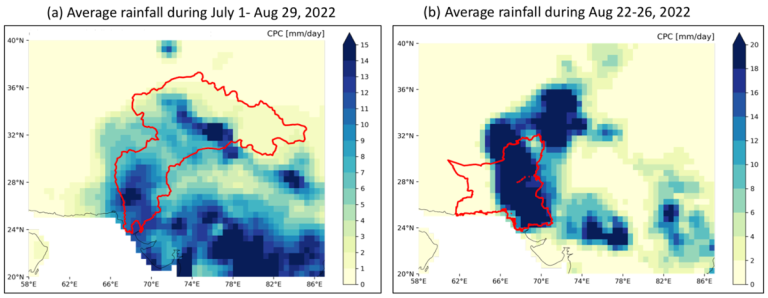 (a) Average rainfall during July 1- Aug 29, 2022
CPC [mm/day]
40°N
36°N
32°N
28°N
24°N
20°N
58°E 62°E 66°E 70°E 74°E 78°E 82°E 86°E
15
14
13
12
11
10
9
8
7
6
5
4
3
2
1
0
(b) Average rainfall during Aug 22-26, 2022
CPC [mm/day]
40°N
36°N
32°N
28°N
24°N
20°N
58°E 62°E 66°E 70°E 74°E 78°E 82°E 86°E
20
18
16
14
12
10
8
6
4
2
0